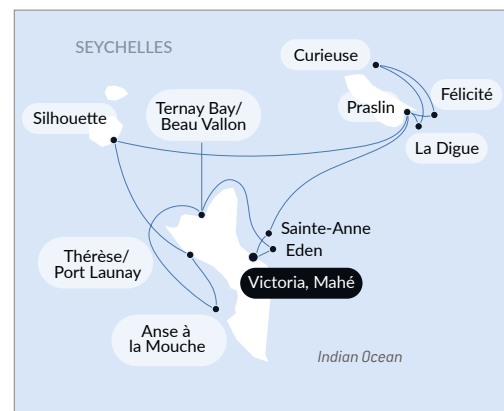 SEYCHELLES
Curieuse
Félicité
Praslin
La Digue
Ternay Bay/
Beau Vallon
Silhouette
Sainte-Anne
Eden
Victoria, Mahé
Thérèse/
Port Launay
Anse à
la Mouche
Indian Ocean